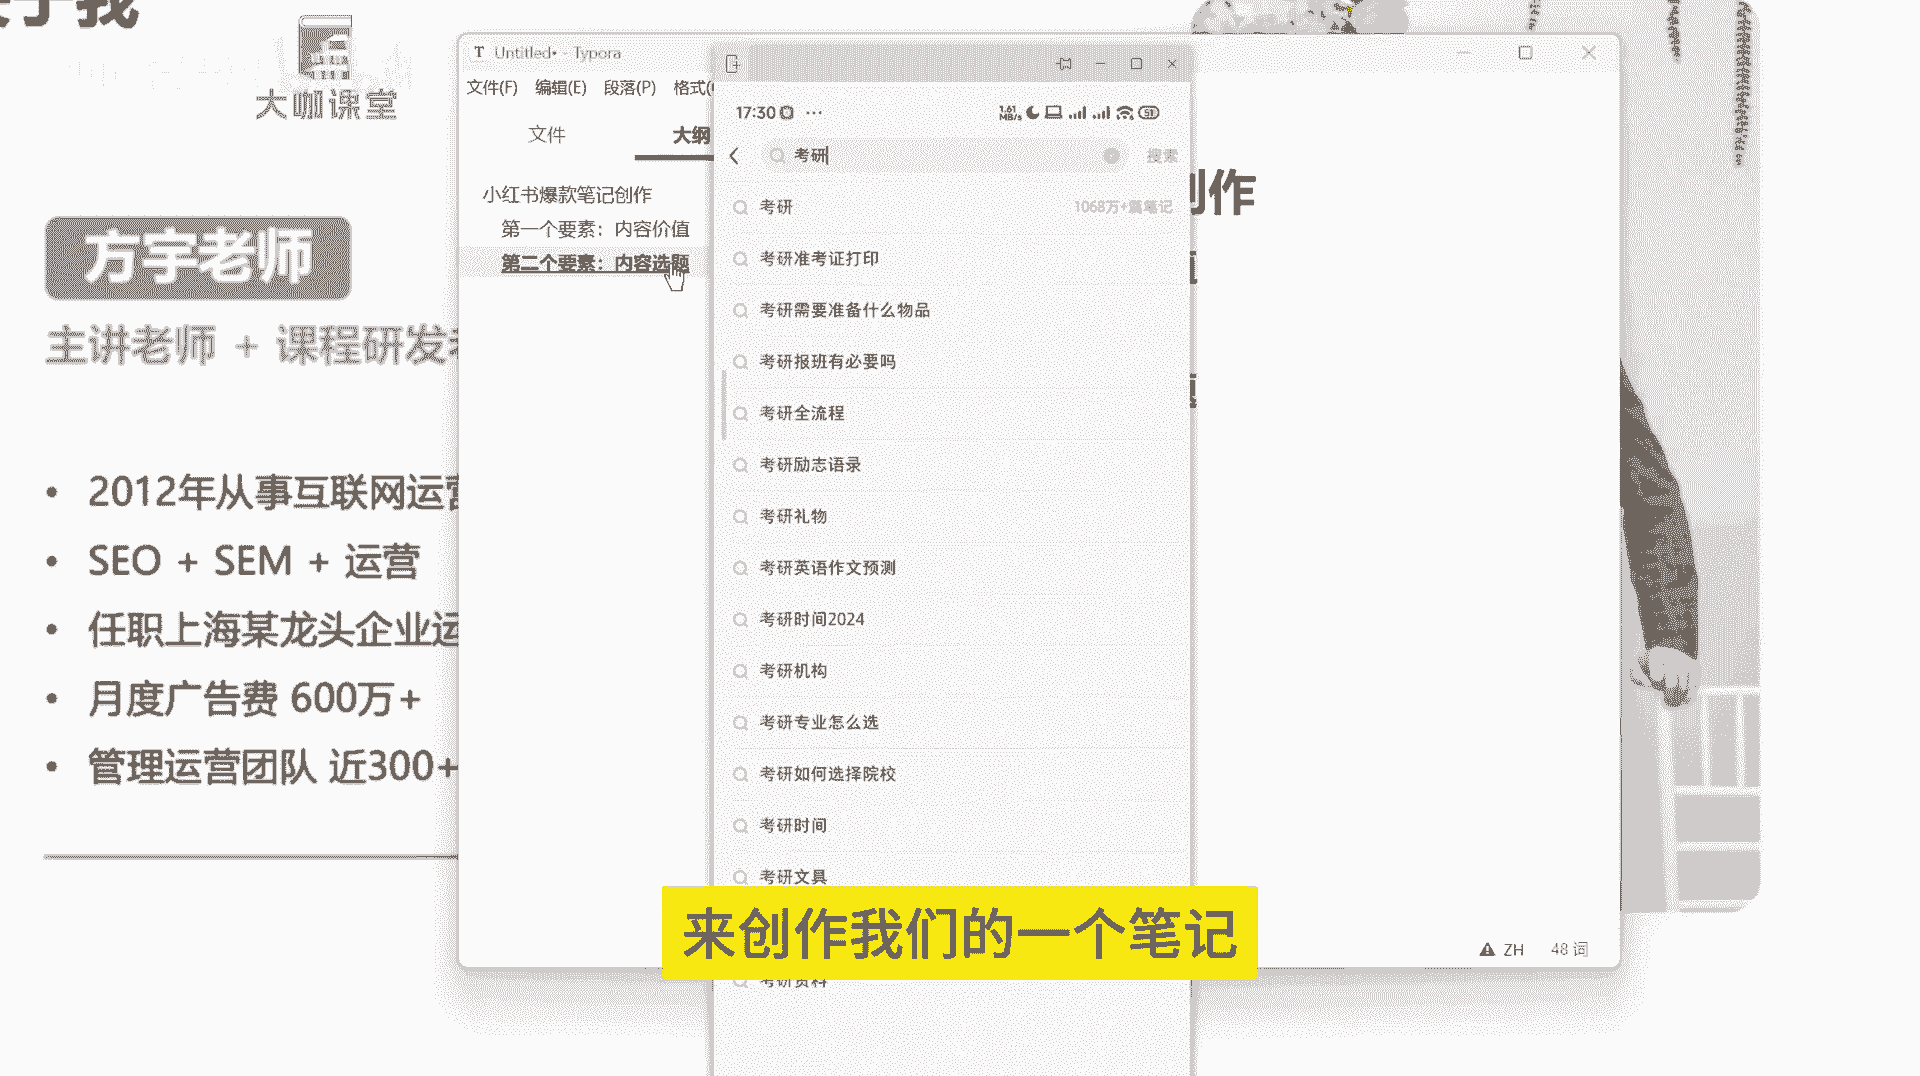 于我
大咖课堂
方宇老师
主讲老师 + 课程研发
• 2012年从事互联网运营
• SEO + SEM + 运营
• 任职上海某龙头企业运
• 月度广告费 600万+
• 管理运营团队 近300+
Untitled• - Typora
文件(F) 编辑(E) 段落(P) 格式(
文件 大纲
小红书爆款笔记创作
第一个要素：内容价值
第二个要素：内容选题
创作
17:30 ···
1.61 MB/s 51
考研 搜索
考研 1068万+篇笔记
考研准考证打印
考研需要准备什么物品
考研报班有必要吗
考研全流程
考研励志语录
考研礼物
考研英语作文预测
考研时间2024
考研机构
考研专业怎么选
考研如何选择院校
考研时间
考研文具
来创作我们的一个笔记
考研资料
ZH 48 词